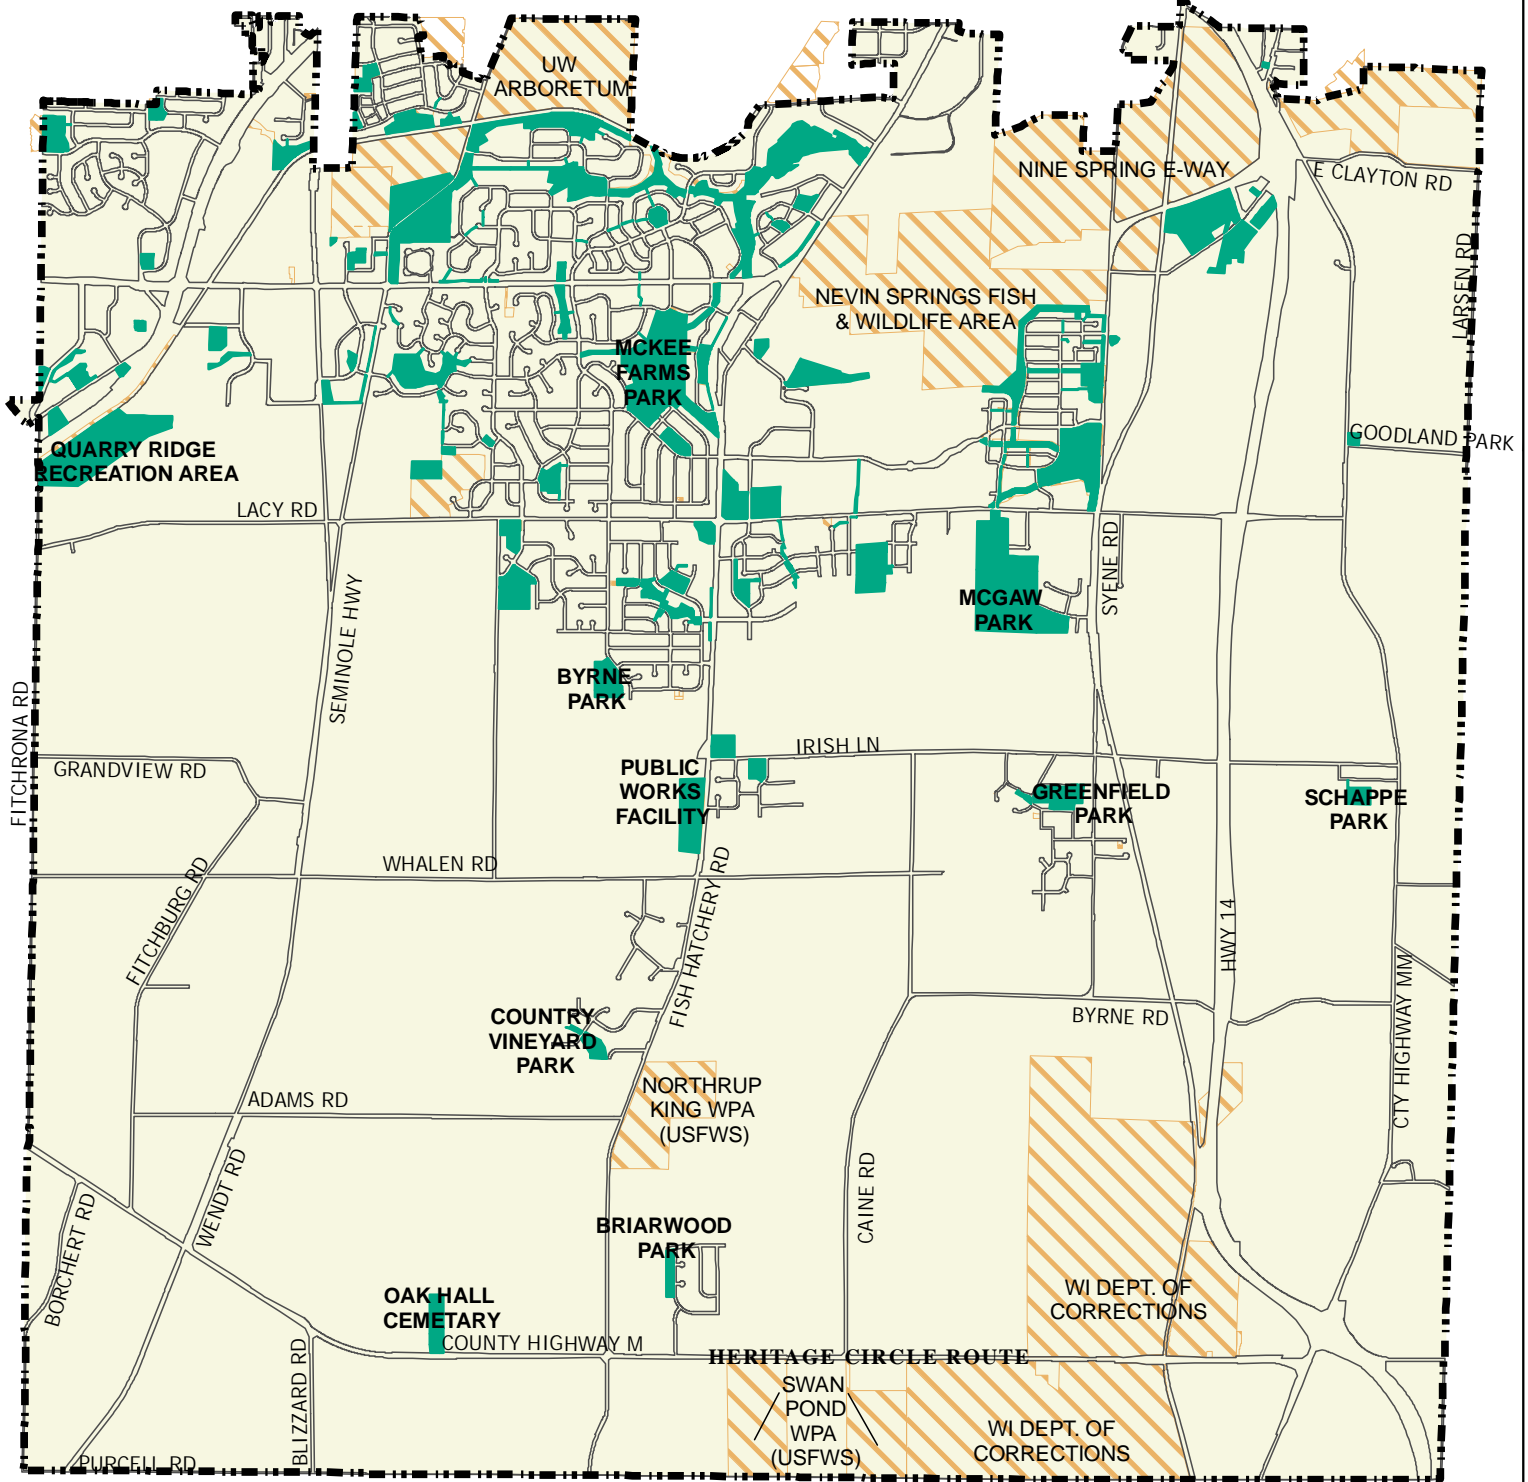 UW
ARBORETUM
NINE SPRING E-WAY
E CLAYTON RD
LARSEN RD
NEVIN SPRINGS FISH
& WILDLIFE AREA
MCKEE
FARMS
PARK
GOODLAND PARK
QUARRY RIDGE
RECREATION AREA
LACY RD
SYENE RD
SEMINOLE HWY
MCGAW
PARK
BYRNE
PARK
FITCHRONA RD
IRISH LN
GRANDVIEW RD
PUBLIC
WORKS
FACILITY
GREENFIELD
PARK
SCHAPPE
PARK
WHALEN RD
FITCHBURG RD
FISH HATCHERY RD
HWY 14
CTY HIGHWAY MM
COUNTRY
VINEYARD
PARK
BYRNE RD
NORTHRUP
KING WPA
(USFWS)
ADAMS RD
WENDT RD
CAINE RD
BORCHERT RD
BRIARWOOD
PARK
WI DEPT. OF
CORRECTIONS
OAK HALL
CEMETARY
COUNTY HIGHWAY M
HERITAGE CIRCLE ROUTE
BLIZZARD RD
SWAN
POND
WPA
(USFWS)
WI DEPT. OF
CORRECTIONS
PURCELL RD